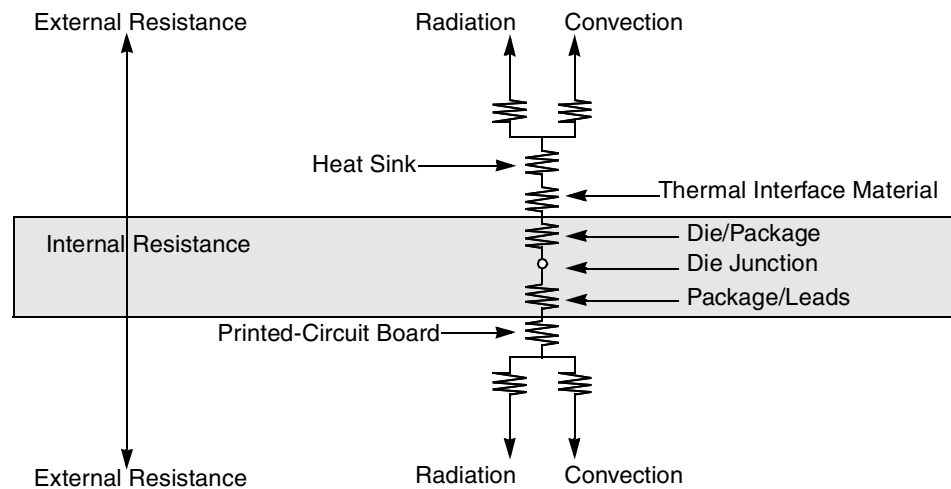 External Resistance
Radiation
Convection
Heat Sink
Thermal Interface Material
Internal Resistance
Die/Package
Die Junction
Package/Leads
Printed-Circuit Board
External Resistance
Radiation
Convection